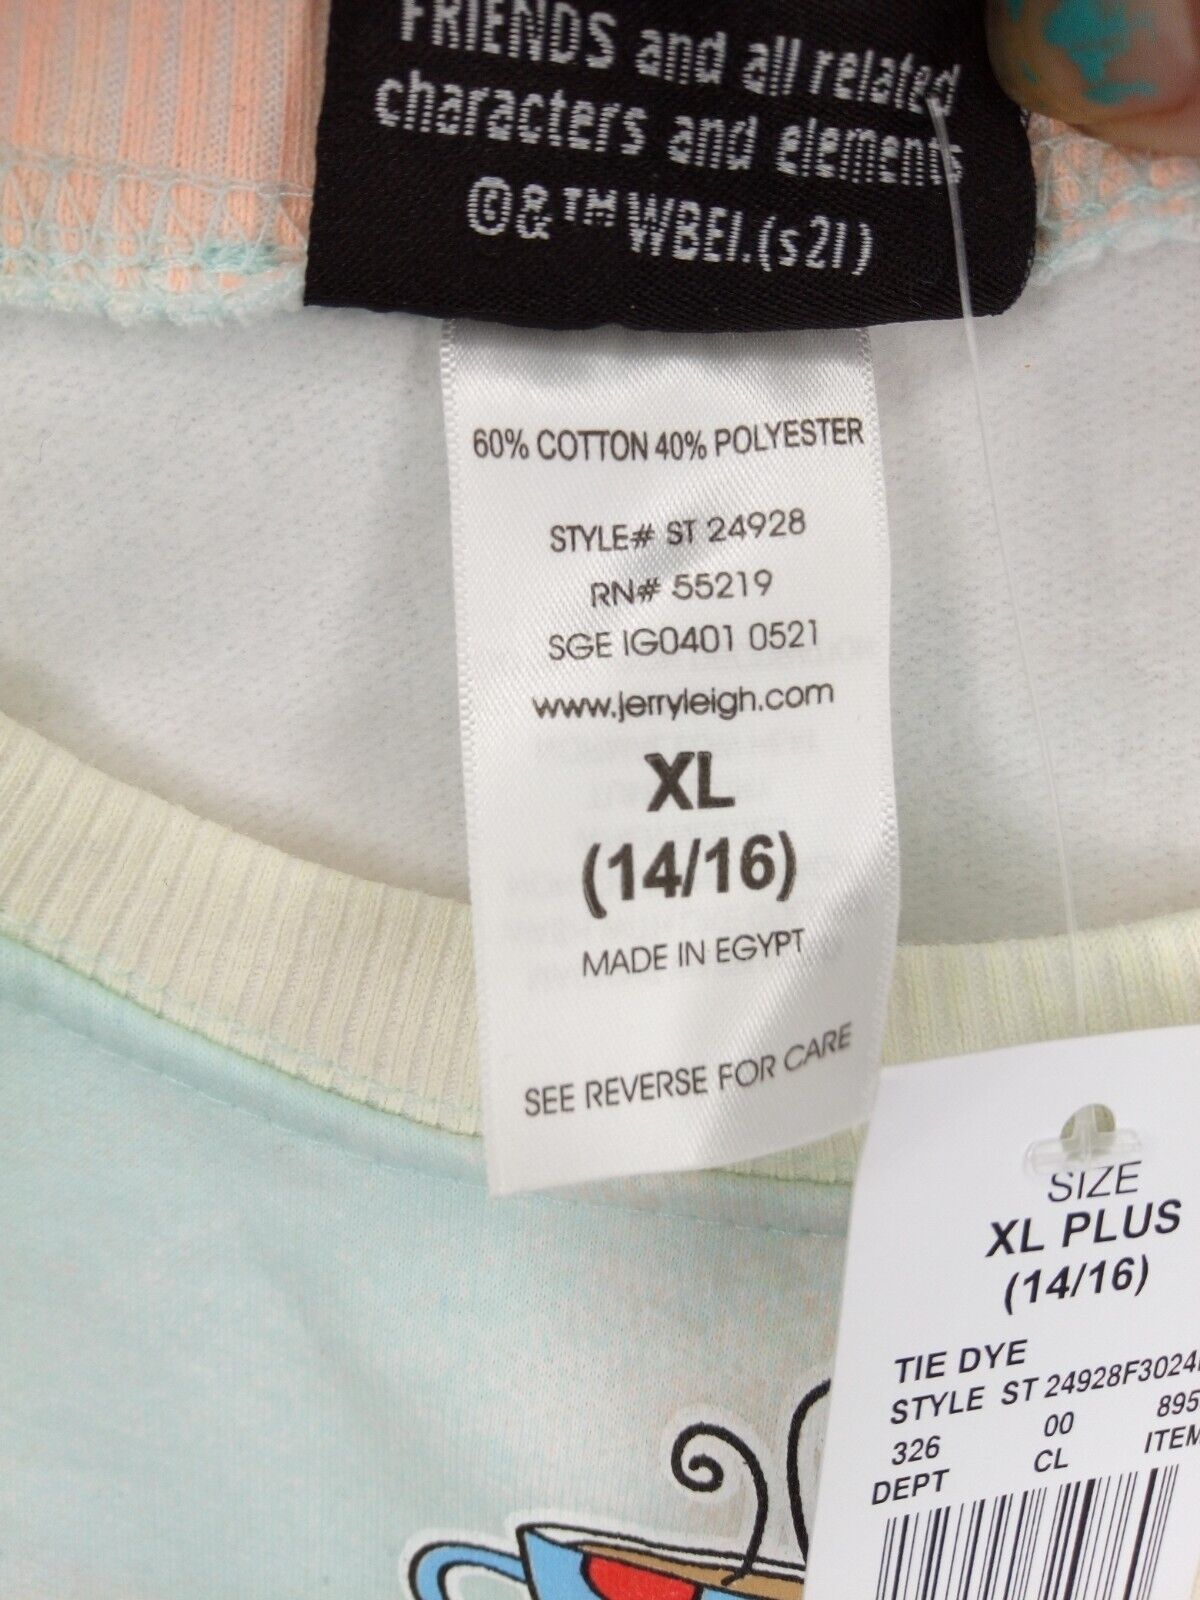 FRIENDS and all related
characters and elements
©&™WBEI.(s21)
60% COTTON 40% POLYESTER
STYLE# ST 24928
RN# 55219
SGE IG0401 0521
www.jerryleigh.com
XL
(14/16)
MADE IN EGYPT
SEE REVERSE FOR CARE
SIZE
XL PLUS
(14/16)
TIE DYE
STYLE ST 24928F3024
326 00 895
DEPT CL ITEM